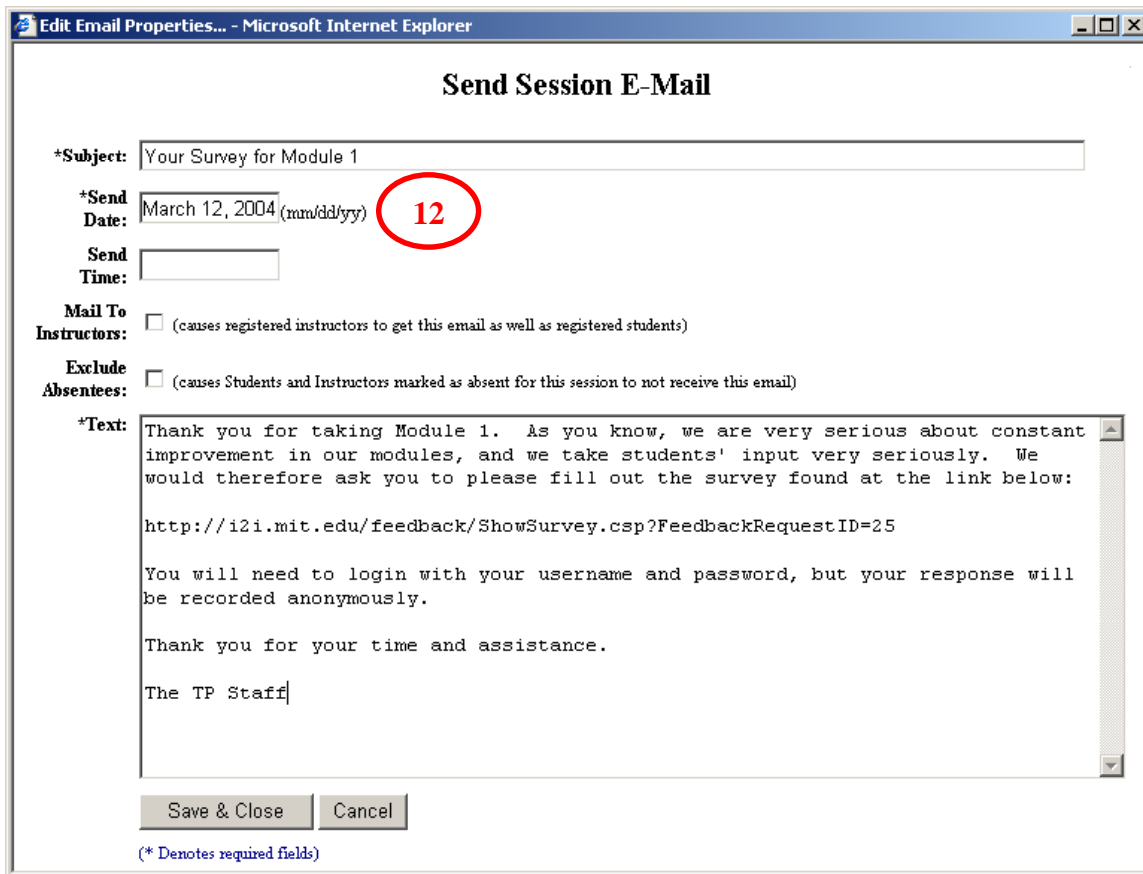 Edit Email Properties... - Microsoft Internet Explorer
Send Session E-Mail
*Subject: Your Survey for Module 1
*Send Date: March 12, 2004 (mm/dd/yy) 12
Send Time:
Mail To Instructors: (causes registered instructors to get this email as well as registered students)
Exclude Absentees: (causes Students and Instructors marked as absent for this session to not receive this email)
*Text: Thank you for taking Module 1.  As you know, we are very serious about constant
improvement in our modules, and we take students' input very seriously.  We
would therefore ask you to please fill out the survey found at the link below:
http://i2i.mit.edu/feedback/ShowSurvey.csp?FeedbackRequestID=25
You will need to login with your username and password, but your response will
be recorded anonymously.
Thank you for your time and assistance.
The TP Staff
Save & Close Cancel
(* Denotes required fields)